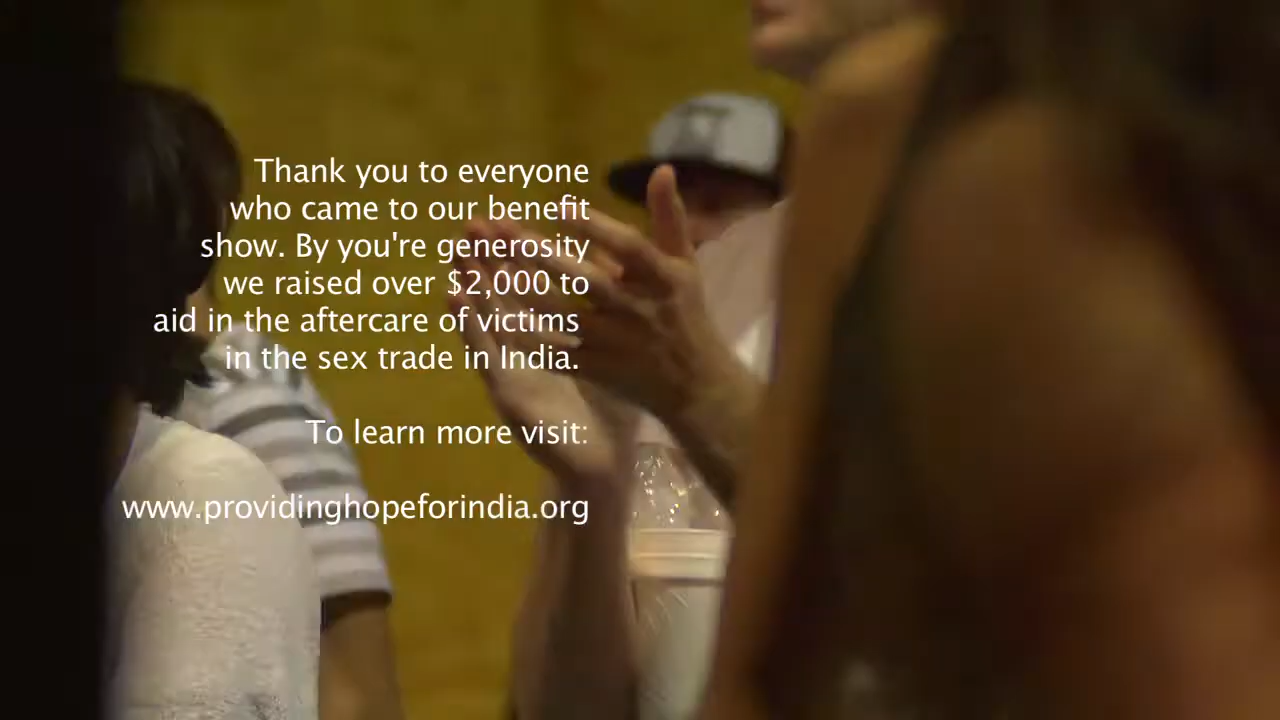 Thank you to everyone
who came to our benefit
show. By you're generosity
we raised over $2,000 to
aid in the aftercare of victims
in the sex trade in India.
To learn more visit:
www.providinghopeforindia.org